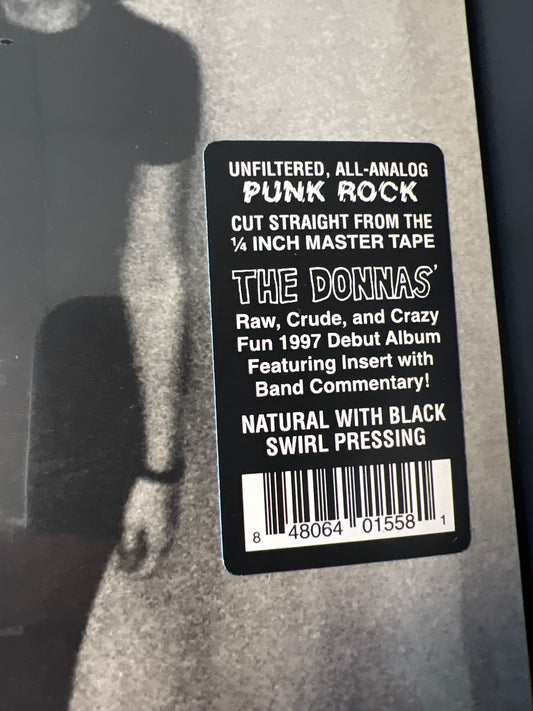 UNFILTERED, ALL-ANALOG
PUNK ROCK
CUT STRAIGHT FROM THE
¼ INCH MASTER TAPE
THE DONNAS'
Raw, Crude, and Crazy
Fun 1997 Debut Album
Featuring Insert with
Band Commentary!
NATURAL WITH BLACK
SWIRL PRESSING
8 48064 01558 1